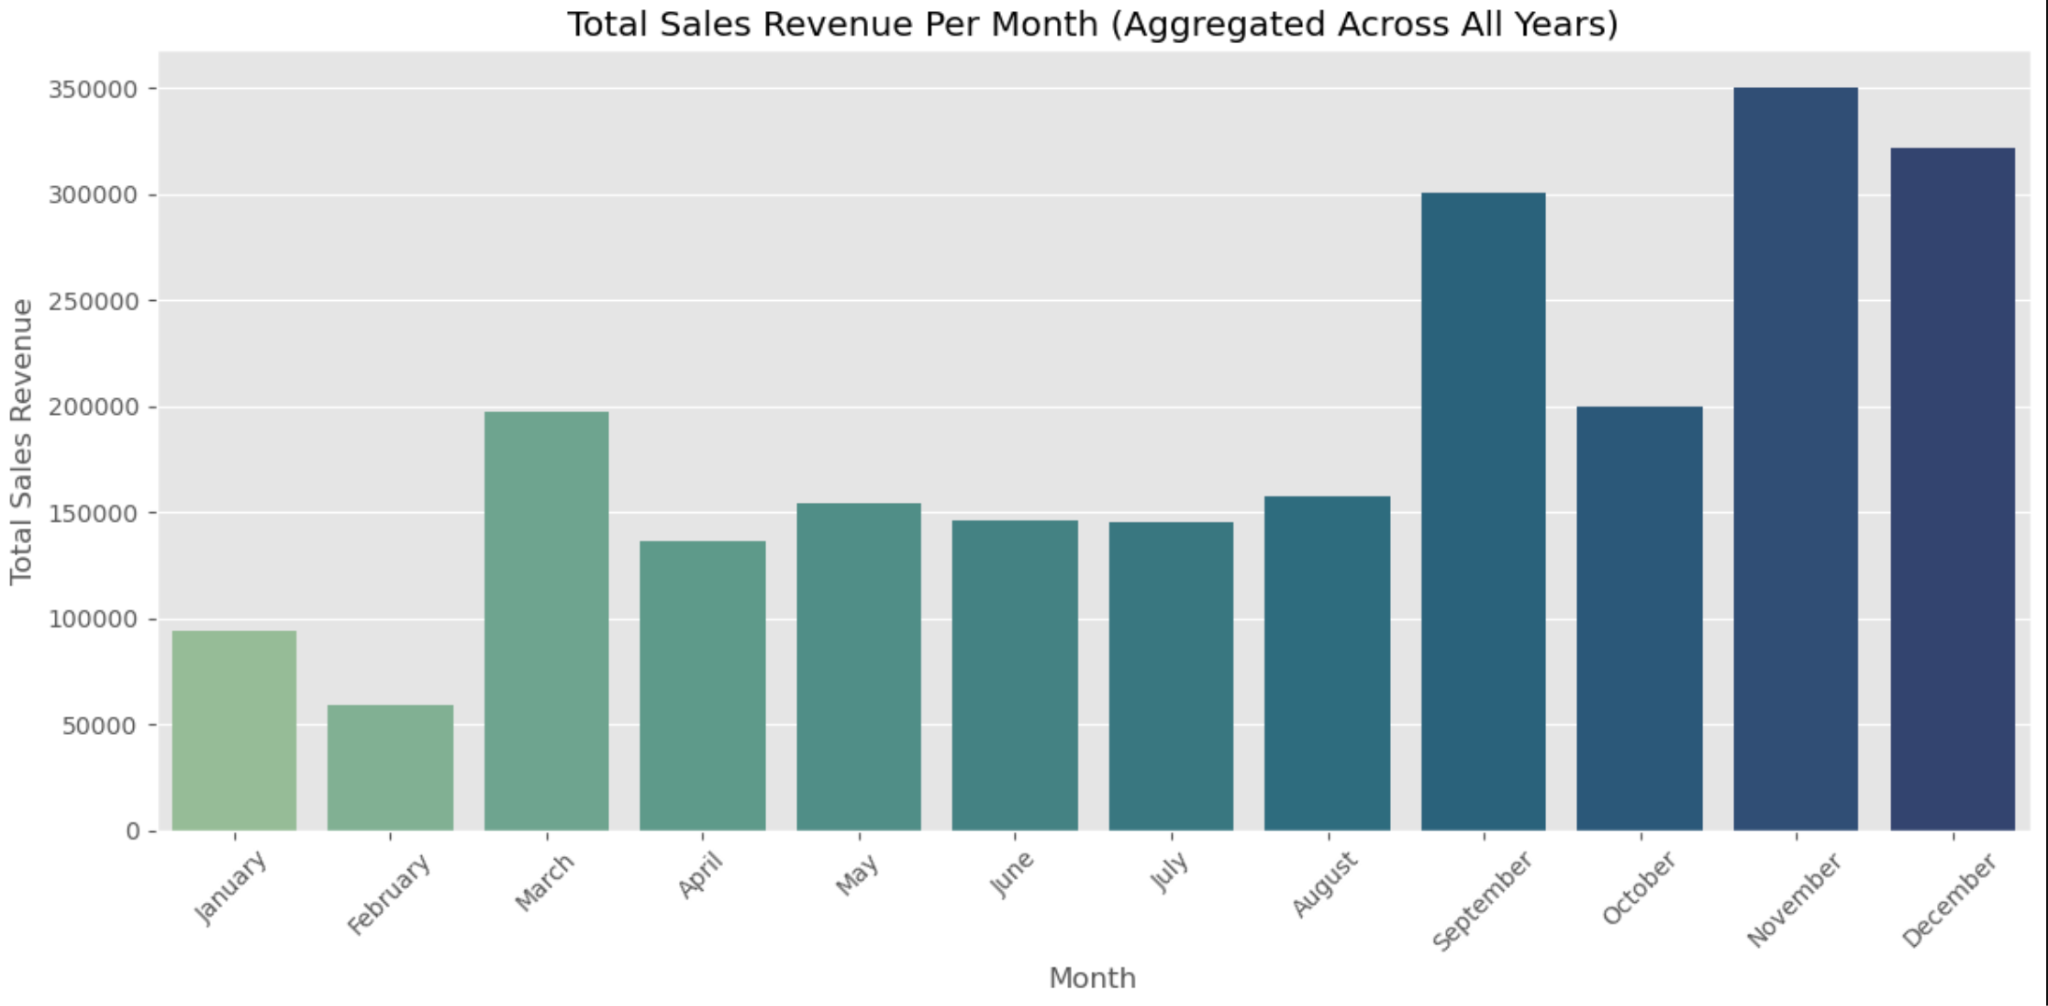 Total Sales Revenue Per Month (Aggregated Across All Years)
Total Sales Revenue
350000
300000
250000
200000
150000
100000
50000
0
January
February
March
April
May
June
July
August
September
October
November
December
Month